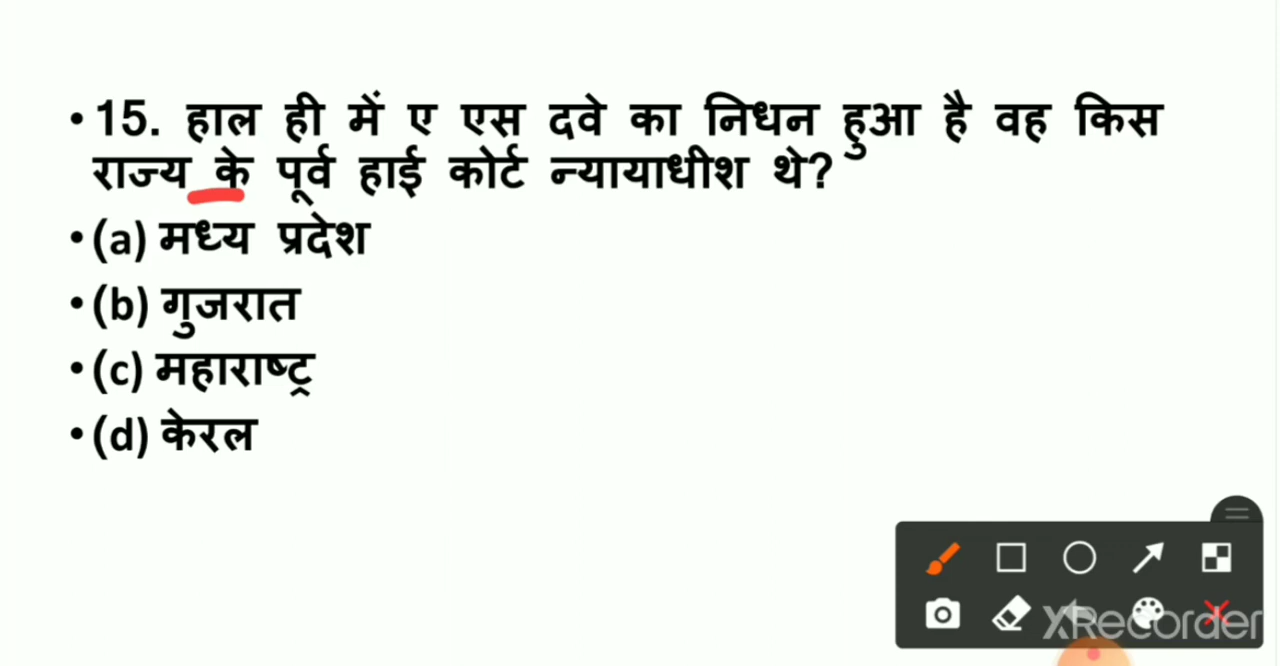 • 15. हाल ही में ए एस दवे का निधन हुआ है वह किस
राज्य के पूर्व हाई कोर्ट न्यायाधीश थे?
• (a) मध्य प्रदेश
• (b) गुजरात
• (c) महाराष्ट्र
• (d) केरल
XRecorder